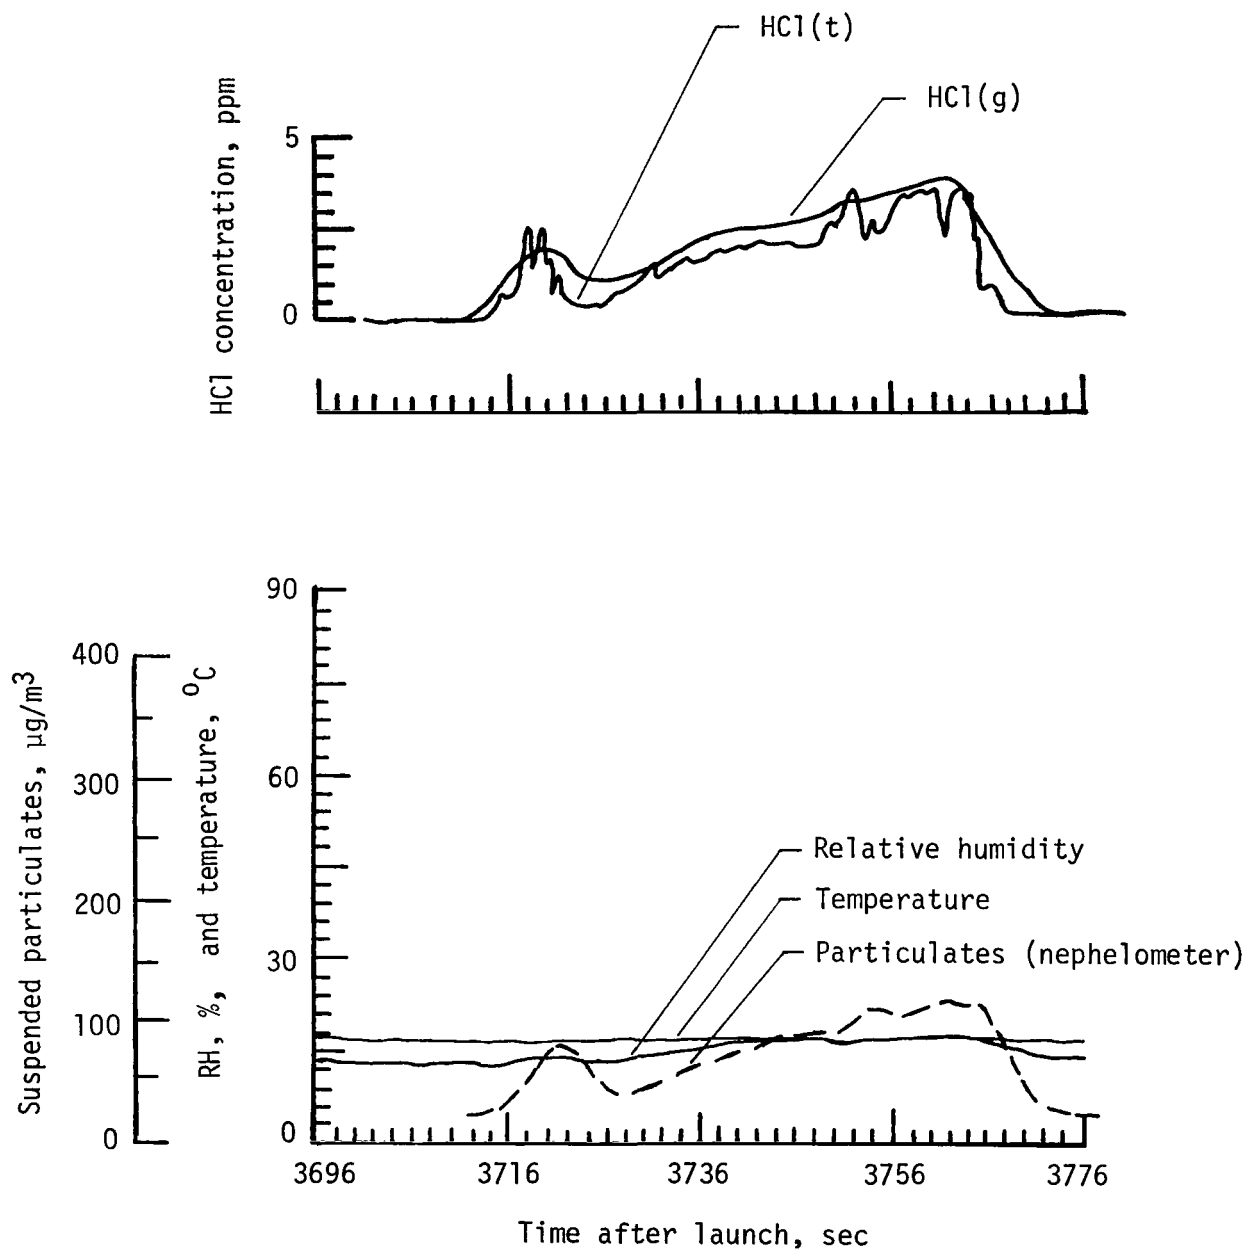 HCl(t)
HCl(g)
HCl concentration, ppm
5
0
Suspended particulates, µg/m3
400
300
200
100
0
RH, %, and temperature, °C
90
60
30
0
Relative humidity
Temperature
Particulates (nephelometer)
3696 3716 3736 3756 3776
Time after launch, sec